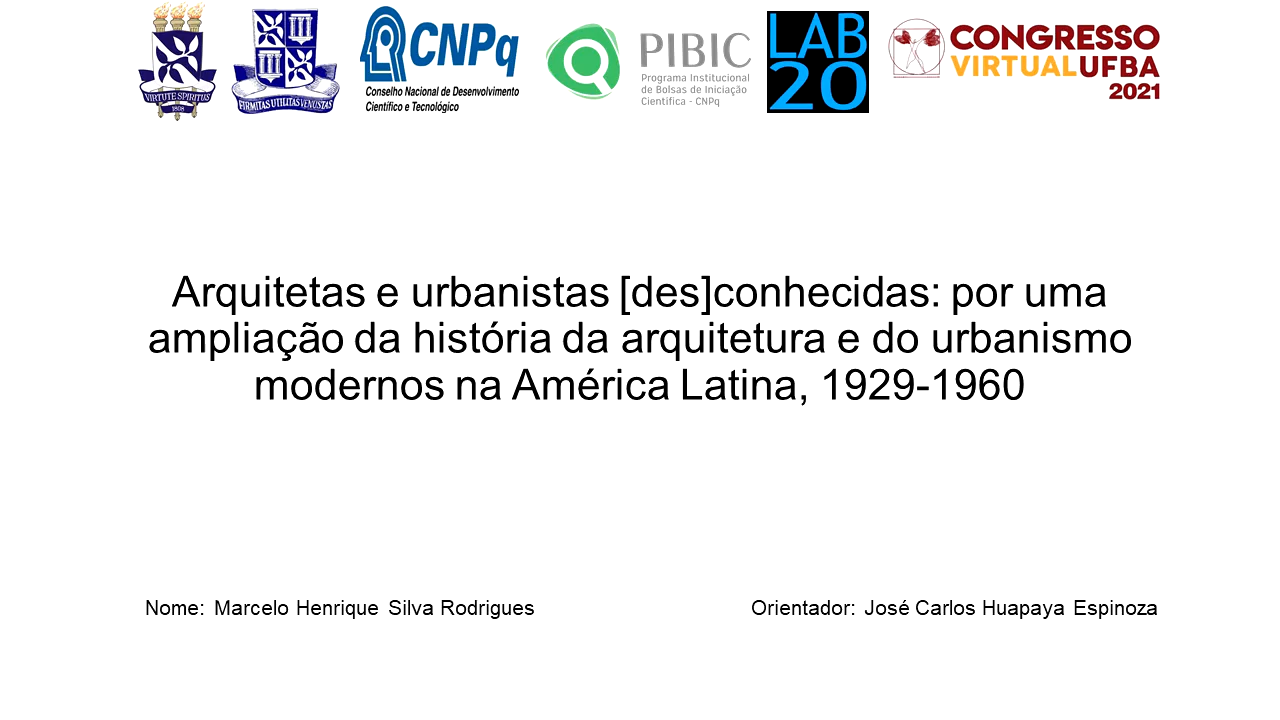 VIRTUTE SPIRITUS
1808
FIRMITAS UTILITAS VENUSTAS
CNPq
Conselho Nacional de Desenvolvimento
Científico e Tecnológico
PIBIC
Programa Institucional
de Bolsas de Iniciação
Científica - CNPq
LAB
20
CONGRESSO
VIRTUALUFBA
2021
Arquitetas e urbanistas [des]conhecidas: por uma
ampliação da história da arquitetura e do urbanismo
modernos na América Latina, 1929-1960
Nome: Marcelo Henrique Silva Rodrigues
Orientador: José Carlos Huapaya Espinoza